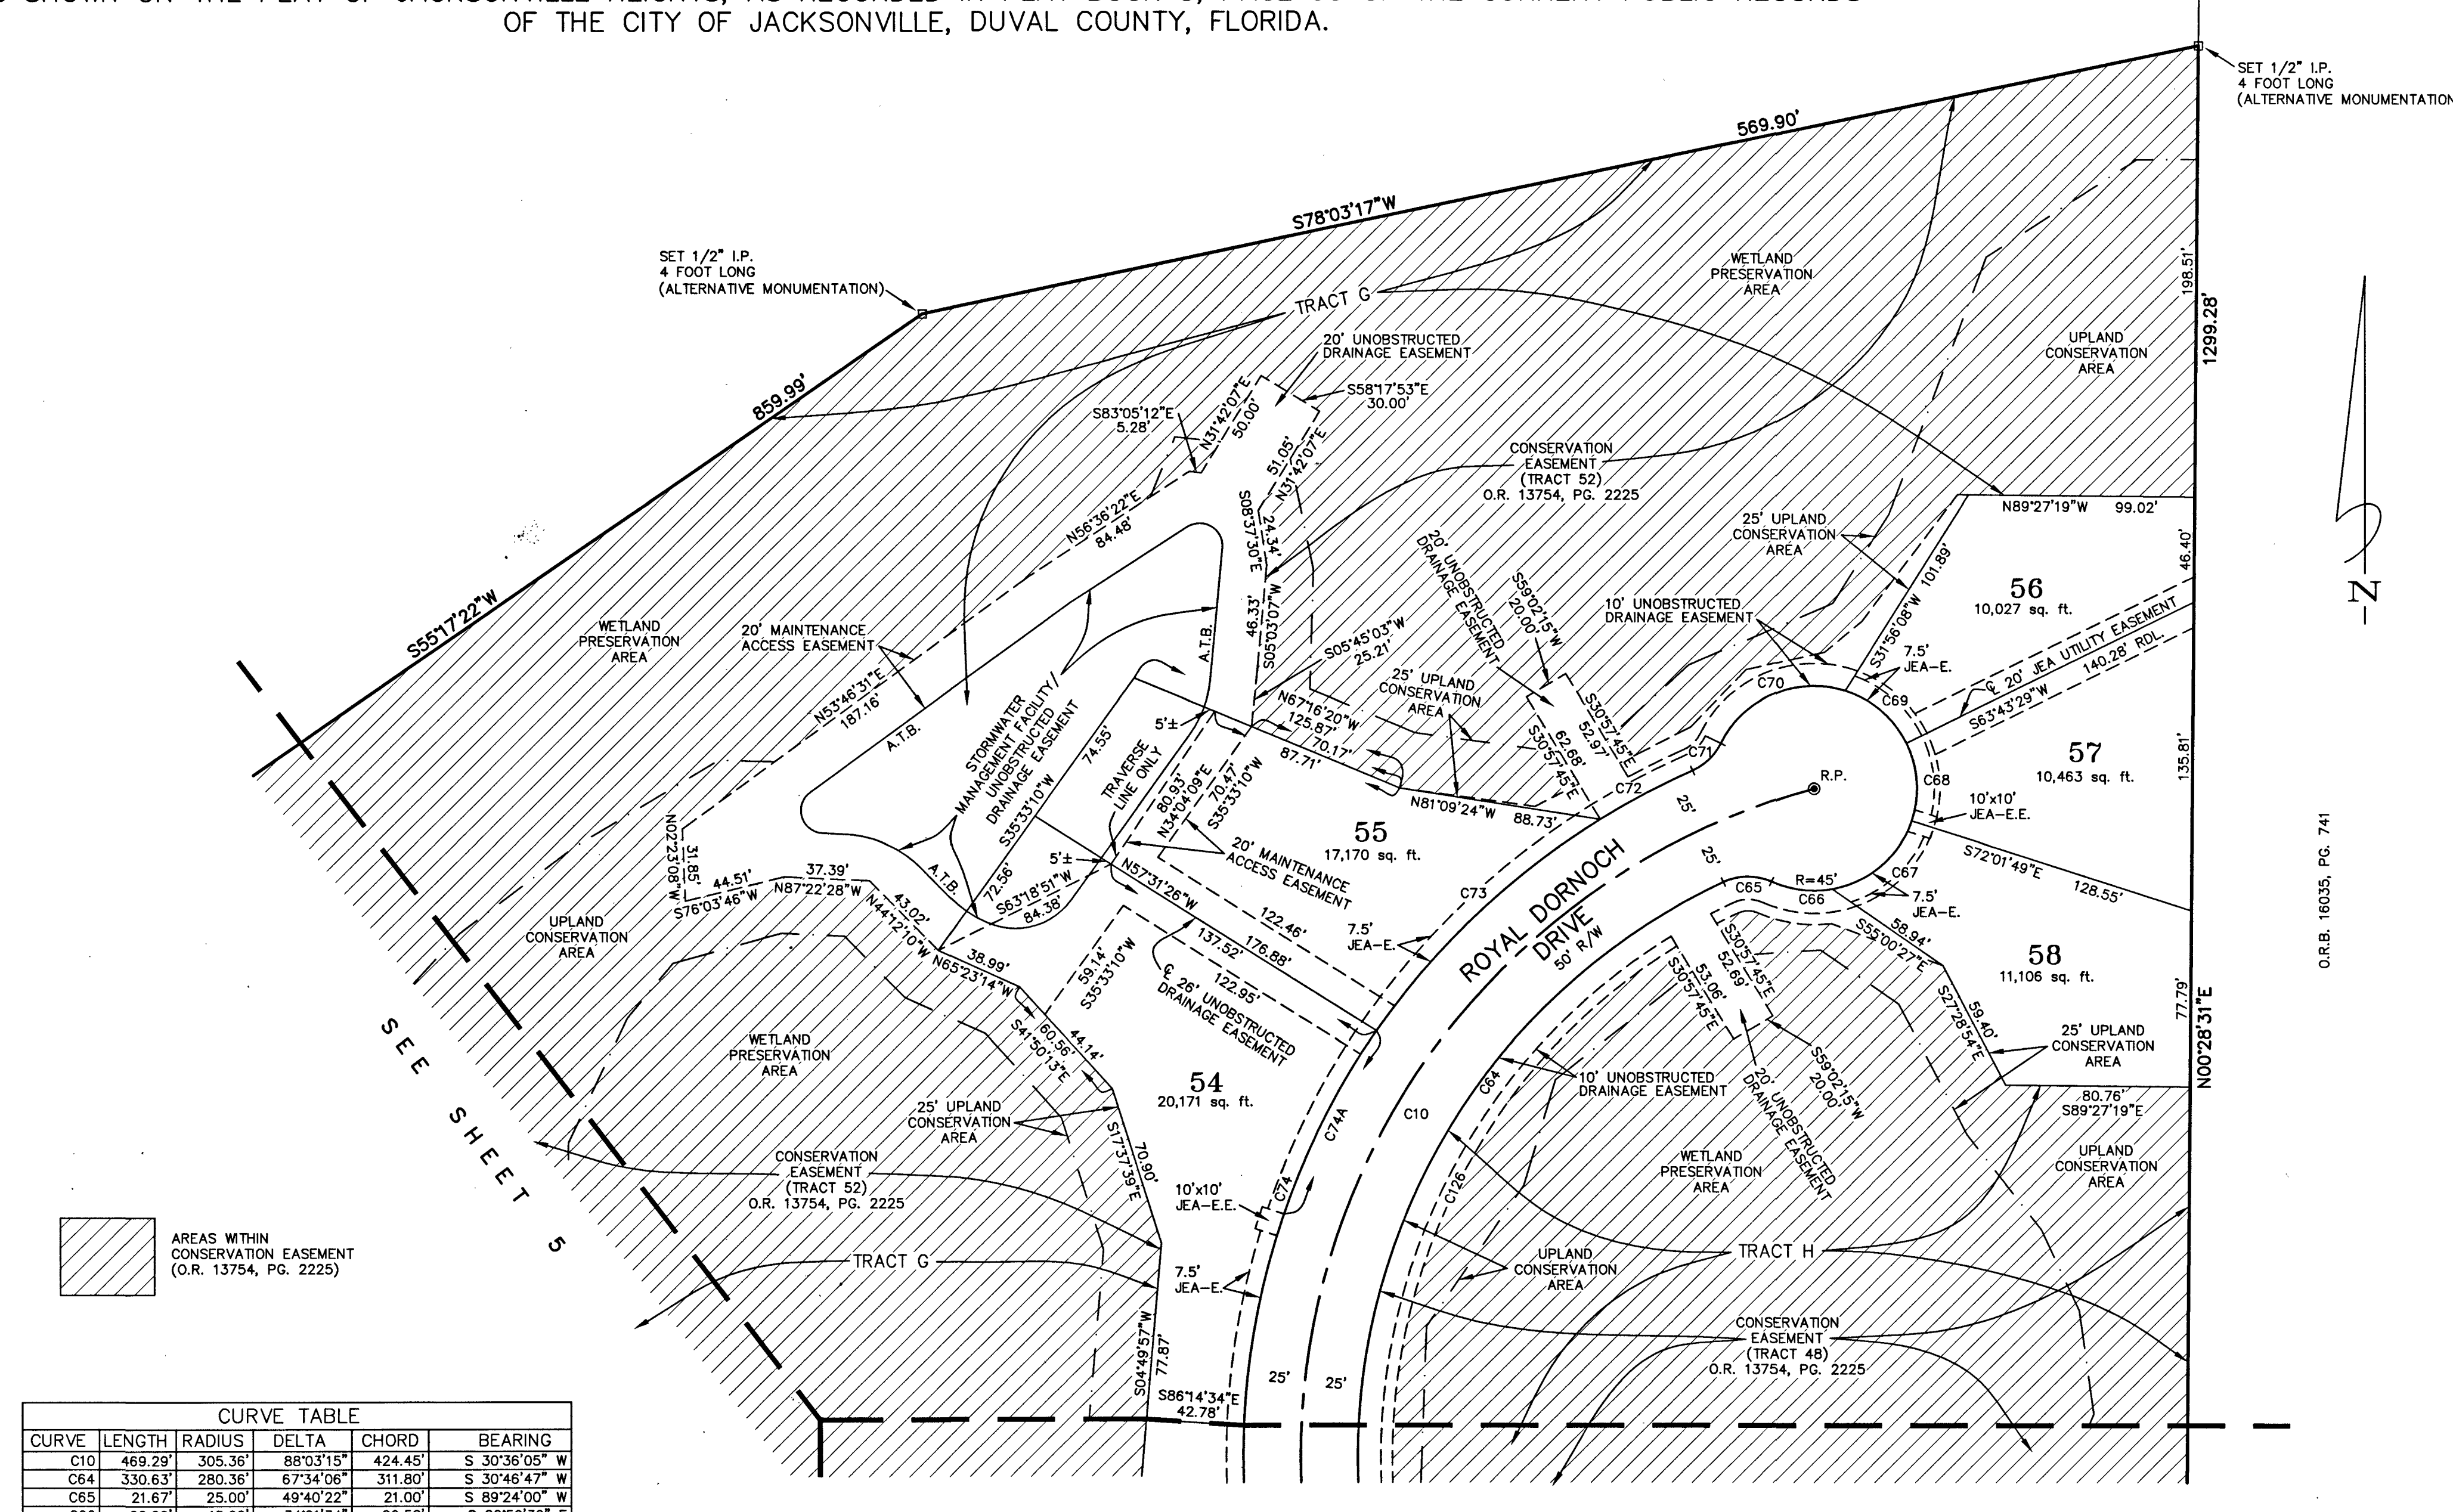 OF THE CITY OF JACKSONVILLE, DUVAL COUNTY, FLORIDA.
SET 1/2" I.P.
4 FOOT LONG
(ALTERNATIVE MONUMENTATION
569.90'
S78°03'17"W
SET 1/2" I.P.
4 FOOT LONG
(ALTERNATIVE MONUMENTATION)
859.99'
S55°17'22"W
198.51'
1299.28'
WETLAND
PRESERVATION
AREA
TRACT G
UPLAND
CONSERVATION
AREA
20' UNOBSTRUCTED
DRAINAGE EASEMENT
S58°17'53"E
30.00'
S83°05'12"E
5.28'
N31°42'07"E
50.00'
51.05'
N31°42'07"E
CONSERVATION
EASEMENT
(TRACT 52)
O.R. 13754, PG. 2225
N56°36'22"E
84.48'
S08°37'30"E
24.34'
46.33'
S05°03'07"W
S05°45'03"W
25.21'
N89°27'19"W 99.02'
25' UPLAND
CONSERVATION
AREA
101.89'
S31°56'08"W
46.40'
56
10,027 sq. ft.
20' UNOBSTRUCTED
DRAINAGE EASEMENT
S59°02'15"W
20.00'
10' UNOBSTRUCTED
DRAINAGE EASEMENT
7.5'
JEA-E.
℄ 20' JEA UTILITY EASEMENT
S63°43'29"W 140.28' RDL.
WETLAND
PRESERVATION
AREA
20' MAINTENANCE
ACCESS EASEMENT
N53°46'31"E
187.16'
A.T.B.
A.T.B.
A.T.B.
STORMWATER
MANAGEMENT FACILITY/
UNOBSTRUCTED
DRAINAGE EASEMENT
74.55'
S35°33'10"W
72.56'
5'±
TRAVERSE
LINE ONLY
5'±
80.93'
N34°04'09"E
70.47'
S35°33'10"W
N67°16'20"W
125.87'
70.17'
87.71'
25' UPLAND
CONSERVATION
AREA
S30°57'45"E
52.97'
62.68'
S30°57'45"E
C70
C69
C71
C72
C68
25'
R.P.
57
10,463 sq. ft.
135.81'
10'x10'
JEA-E.E.
N81°09'24"W 88.73'
55
17,170 sq. ft.
20' MAINTENANCE
ACCESS EASEMENT
N02°23'08"W
31.85'
44.51'
S76°03'46"W
37.39'
N87°22'28"W
43.02'
N44°12'10"W
S63°18'51"W
84.38'
N57°31'26"W
137.52'
176.88'
122.46'
122.95'
℄ 26' UNOBSTRUCTED
DRAINAGE EASEMENT
59.14'
S35°33'10"W
C73
7.5'
JEA-E.
ROYAL DORNOCH
DRIVE
50' R/W
25'
C65
R=45'
C66
C67
7.5'
JEA-E.
S72°01'49"E
128.55'
58
11,106 sq. ft.
58.94'
S55°00'27"E
59.40'
S27°28'54"E
77.79'
N00°28'31"E
25' UPLAND
CONSERVATION
AREA
80.76'
S89°27'19"E
UPLAND
CONSERVATION
AREA
UPLAND
CONSERVATION
AREA
38.99'
N65°23'14"W
44.14'
60.56'
S41°50'13"E
WETLAND
PRESERVATION
AREA
54
20,171 sq. ft.
25' UPLAND
CONSERVATION
AREA
S17°37'39"E
70.90'
CONSERVATION
EASEMENT
(TRACT 52)
O.R. 13754, PG. 2225
TRACT G
10'x10'
JEA-E.E.
C74
C74A
C10
C64
C126
7.5'
JEA-E.
S04°49'57"W
77.87'
S86°14'34"E
42.78'
25'
25'
S30°57'45"E
52.69'
53.06'
S30°57'45"E
10' UNOBSTRUCTED
DRAINAGE EASEMENT
S59°02'15"W
20.00'
20' UNOBSTRUCTED
DRAINAGE EASEMENT
WETLAND
PRESERVATION
AREA
UPLAND
CONSERVATION
AREA
TRACT H
CONSERVATION
EASEMENT
(TRACT 48)
O.R. 13754, PG. 2225
N
O.R.B. 16035, PG. 741
SEE SHEET 5
AREAS WITHIN
CONSERVATION EASEMENT
(O.R. 13754, PG. 2225)
CURVE TABLE
CURVE LENGTH RADIUS DELTA CHORD BEARING
C10 469.29' 305.36' 88°03'15" 424.45' S 30°36'05" W
C64 330.63' 280.36' 67°34'06" 311.80' S 30°46'47" W
C65 21.67' 25.00' 49°40'22" 21.00' S 89°24'00" W